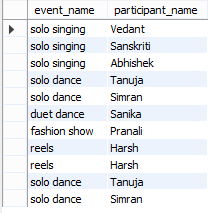 event_name participant_name
solo singing Vedant
solo singing Sanskriti
solo singing Abhishek
solo dance Tanuja
solo dance Simran
duet dance Sanika
fashion show Pranali
reels Harsh
reels Harsh
solo dance Tanuja
solo dance Simran